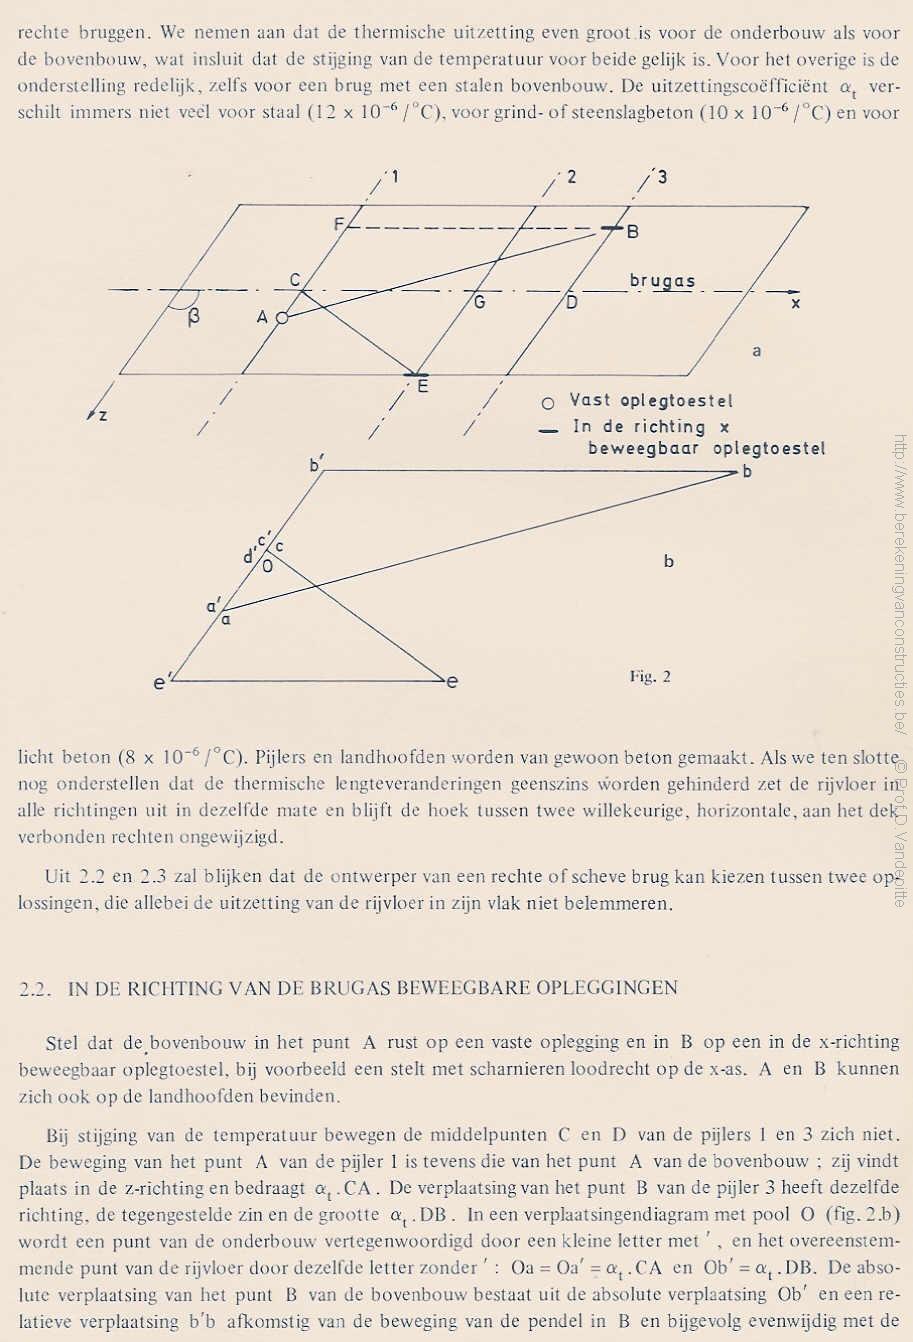 rechte bruggen. We nemen aan dat de thermische uitzetting even groot is voor de onderbouw als voor
de bovenbouw, wat insluit dat de stijging van de temperatuur voor beide gelijk is. Voor het overige is de
onderstelling redelijk, zelfs voor een brug met een stalen bovenbouw. De uitzettingscoëfficiënt αₜ ver-
schilt immers niet veel voor staal (12 x 10⁻⁶/°C), voor grind- of steenslagbeton (10 x 10⁻⁶/°C) en voor
1
2
3
F
B
C
brugas
β
A
G
D
x
a
E
z
Vast oplegtoestel
In de richting x
beweegbaar oplegtoestel
b'
b
c'
c
d'
O
b
a'
a
e'
e
Fig. 2
licht beton (8 x 10⁻⁶/°C). Pijlers en landhoofden worden van gewoon beton gemaakt. Als we ten slotte
nog onderstellen dat de thermische lengteveranderingen geenszins worden gehinderd zet de rijvloer in
alle richtingen uit in dezelfde mate en blijft de hoek tussen twee willekeurige, horizontale, aan het dek
verbonden rechten ongewijzigd.
Uit 2.2 en 2.3 zal blijken dat de ontwerper van een rechte of scheve brug kan kiezen tussen twee op-
lossingen, die allebei de uitzetting van de rijvloer in zijn vlak niet belemmeren.
2.2. IN DE RICHTING VAN DE BRUGAS BEWEEGBARE OPLEGGINGEN
Stel dat de bovenbouw in het punt A rust op een vaste oplegging en in B op een in de x-richting
beweegbaar oplegtoestel, bij voorbeeld een stelt met scharnieren loodrecht op de x-as. A en B kunnen
zich ook op de landhoofden bevinden.
Bij stijging van de temperatuur bewegen de middelpunten C en D van de pijlers 1 en 3 zich niet.
De beweging van het punt A van de pijler 1 is tevens die van het punt A van de bovenbouw ; zij vindt
plaats in de z-richting en bedraagt αₜ.CA. De verplaatsing van het punt B van de pijler 3 heeft dezelfde
richting, de tegengestelde zin en de grootte αₜ.DB. In een verplaatsingendiagram met pool O (fig. 2.b)
wordt een punt van de onderbouw vertegenwoordigd door een kleine letter met ' , en het overeenstem-
mende punt van de rijvloer door dezelfde letter zonder ' : Oa = Oa' = αₜ.CA en Ob' = αₜ.DB. De abso-
lute verplaatsing van het punt B van de bovenbouw bestaat uit de absolute verplaatsing Ob' en een re-
latieve verplaatsing b'b afkomstig van de beweging van de pendel in B en bijgevolg evenwijdig met de
http://www.berekeningvanconstructies.be/ © Prof.D. Vandepitte